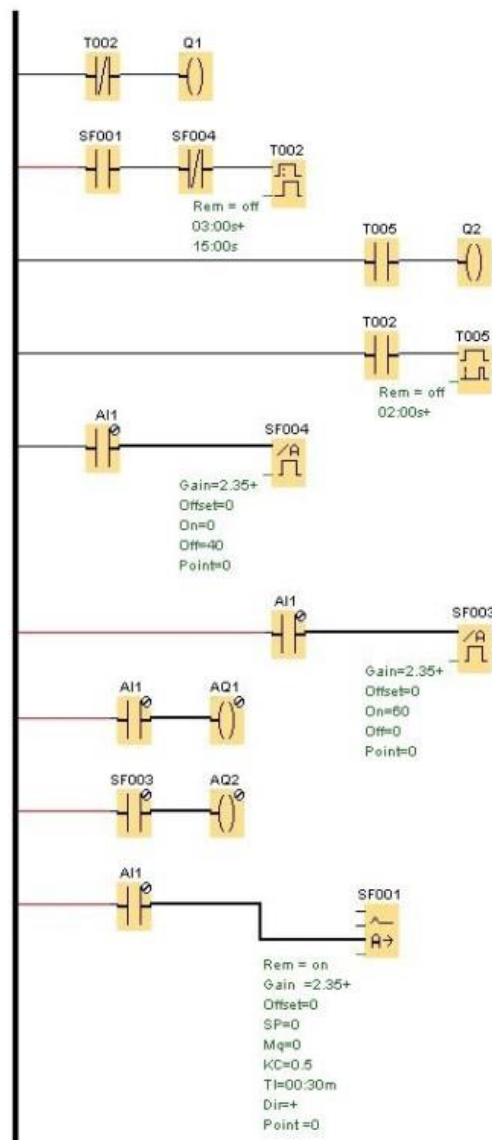 T002 Q1
SF001 SF004 T002
Rem = off
03:00s+
15:00s
T005 Q2
T002 T005
Rem = off
02:00s+
AI1 SF004
Gain=2.35+
Offset=0
On=0
Off=40
Point=0
AI1 SF003
Gain=2.35+
Offset=0
On=60
Off=0
Point=0
AI1 AQ1
SF003 AQ2
AI1 SF001
Rem = on
Gain =2.35+
Offset=0
SP=0
Mq=0
KC=0.5
TI=00:30m
Dir=+
Point =0